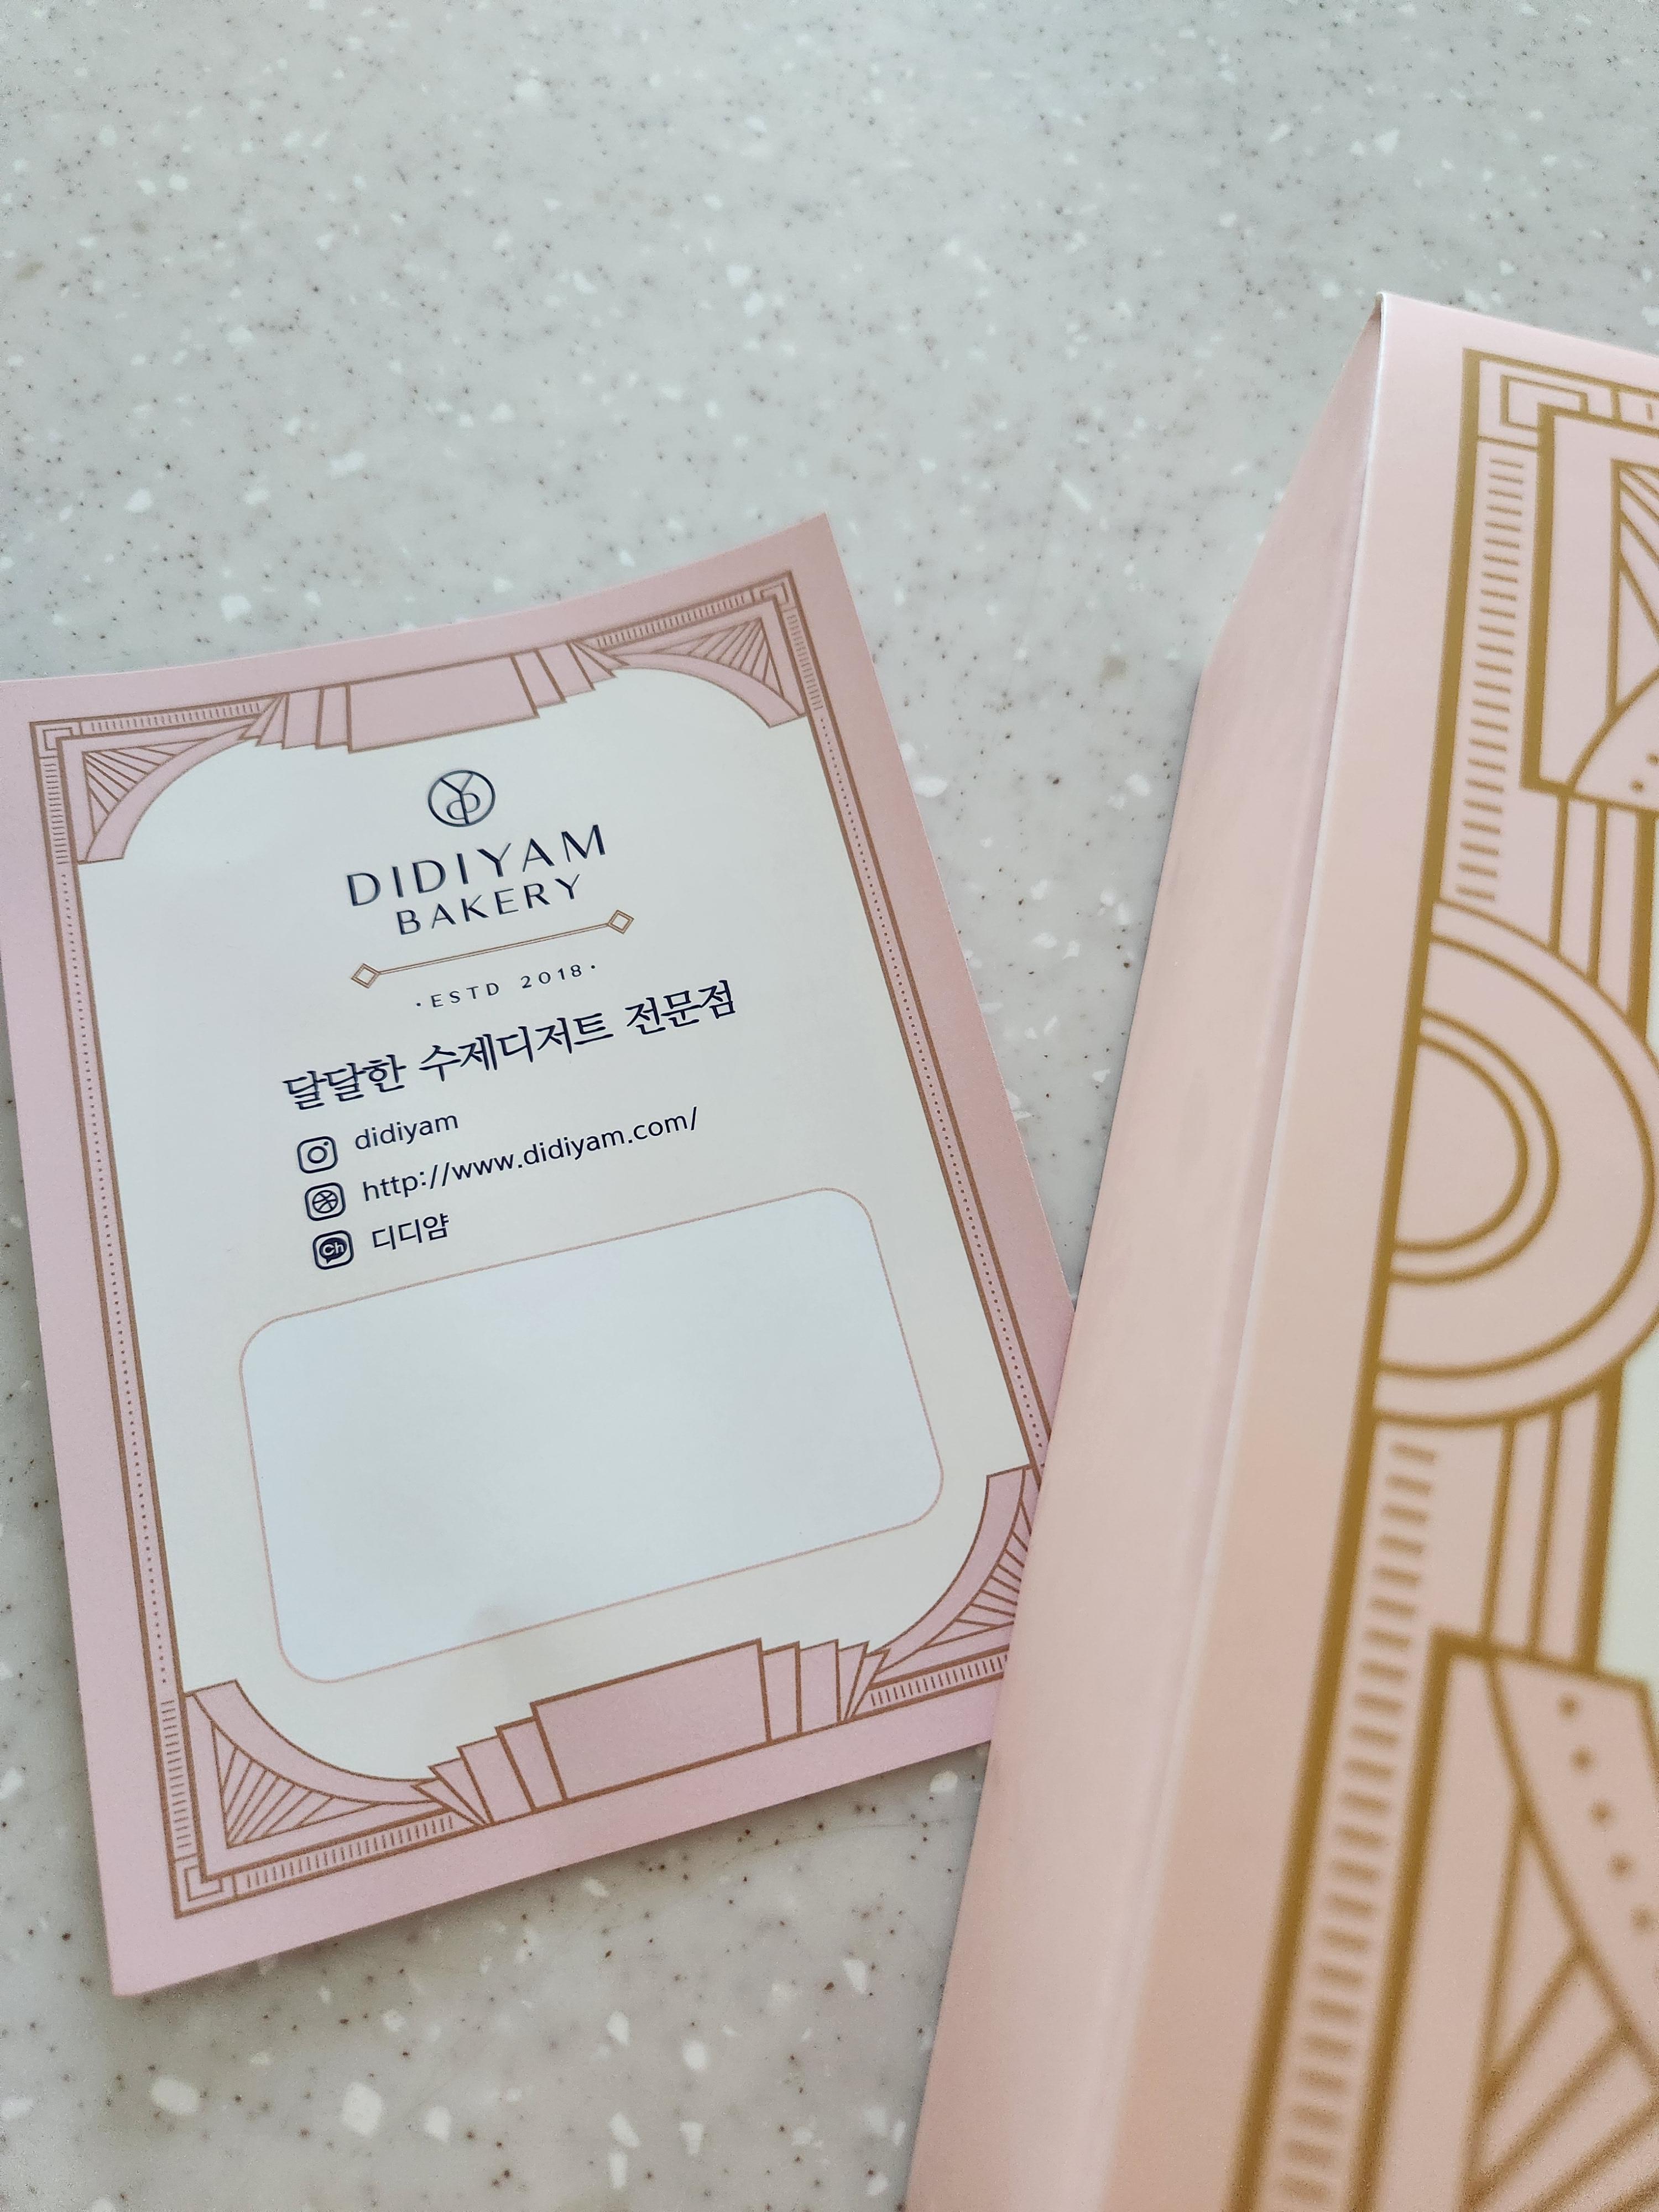 DIDIYAM
BAKERY
·ESTD 2018·
달달한 수제디저트 전문점
didiyam
http://www.didiyam.com/
Ch 디디얌